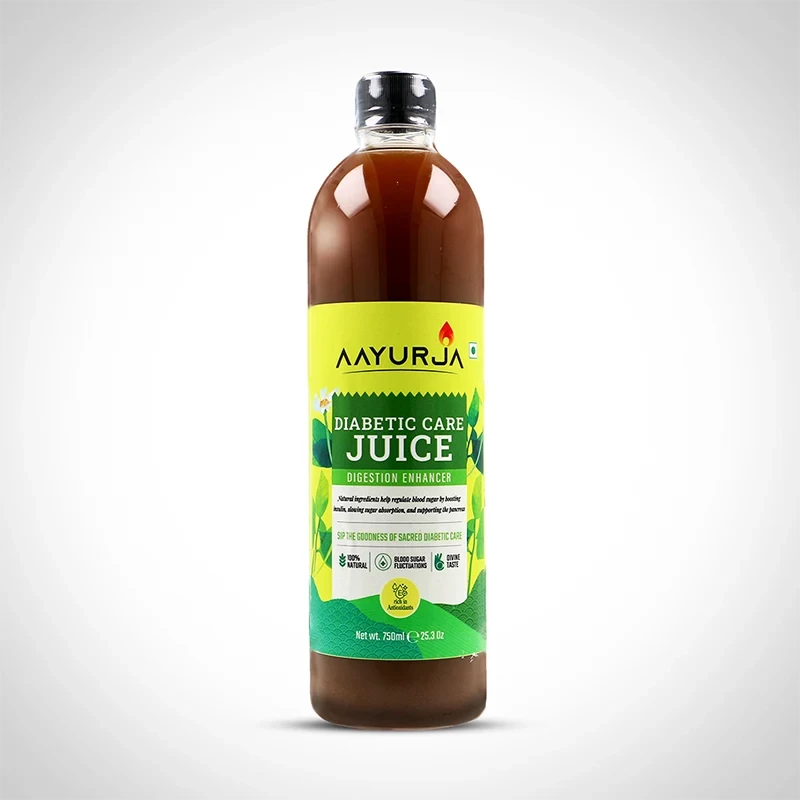 AAYURJA
DIABETIC CARE
JUICE
DIGESTION ENHANCER
Natural ingredients help regulate blood sugar by boosting
insulin, slowing sugar absorption, and supporting the pancreas
SIP THE GOODNESS OF SACRED DIABETIC CARE
100%
NATURAL
BLOOD SUGAR
FLUCTUATIONS
DIVINE
TASTE
rich in
Antioxidants
Net wt. 750ml ℮ 25.3 Oz